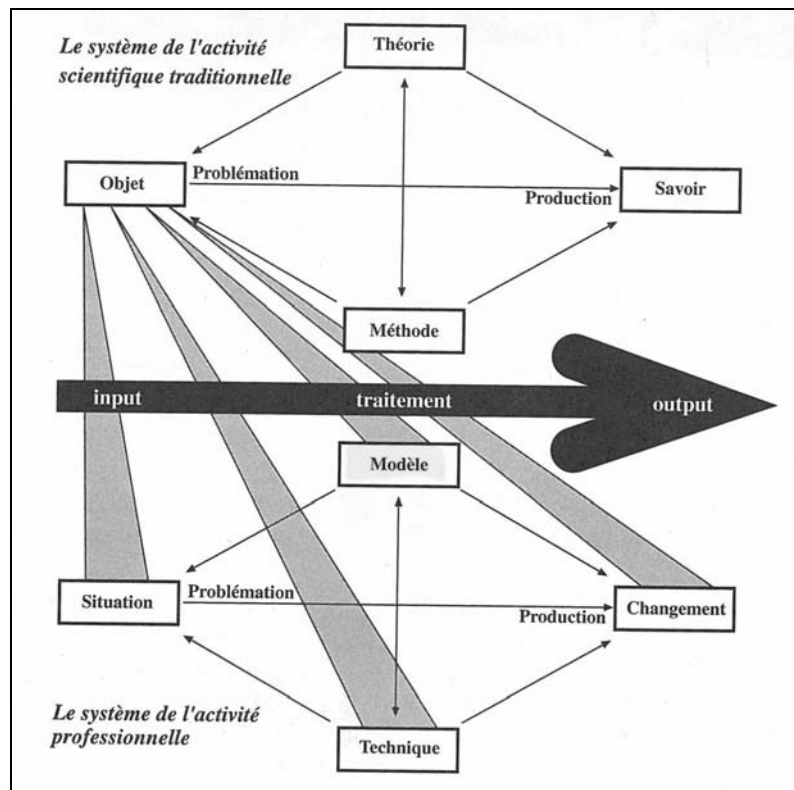 Le système de l'activité
scientifique traditionnelle
Théorie
Objet
Problémation
Production
Savoir
Méthode
input
traitement
output
Modèle
Situation
Problémation
Production
Changement
Le système de l'activité
professionnelle
Technique